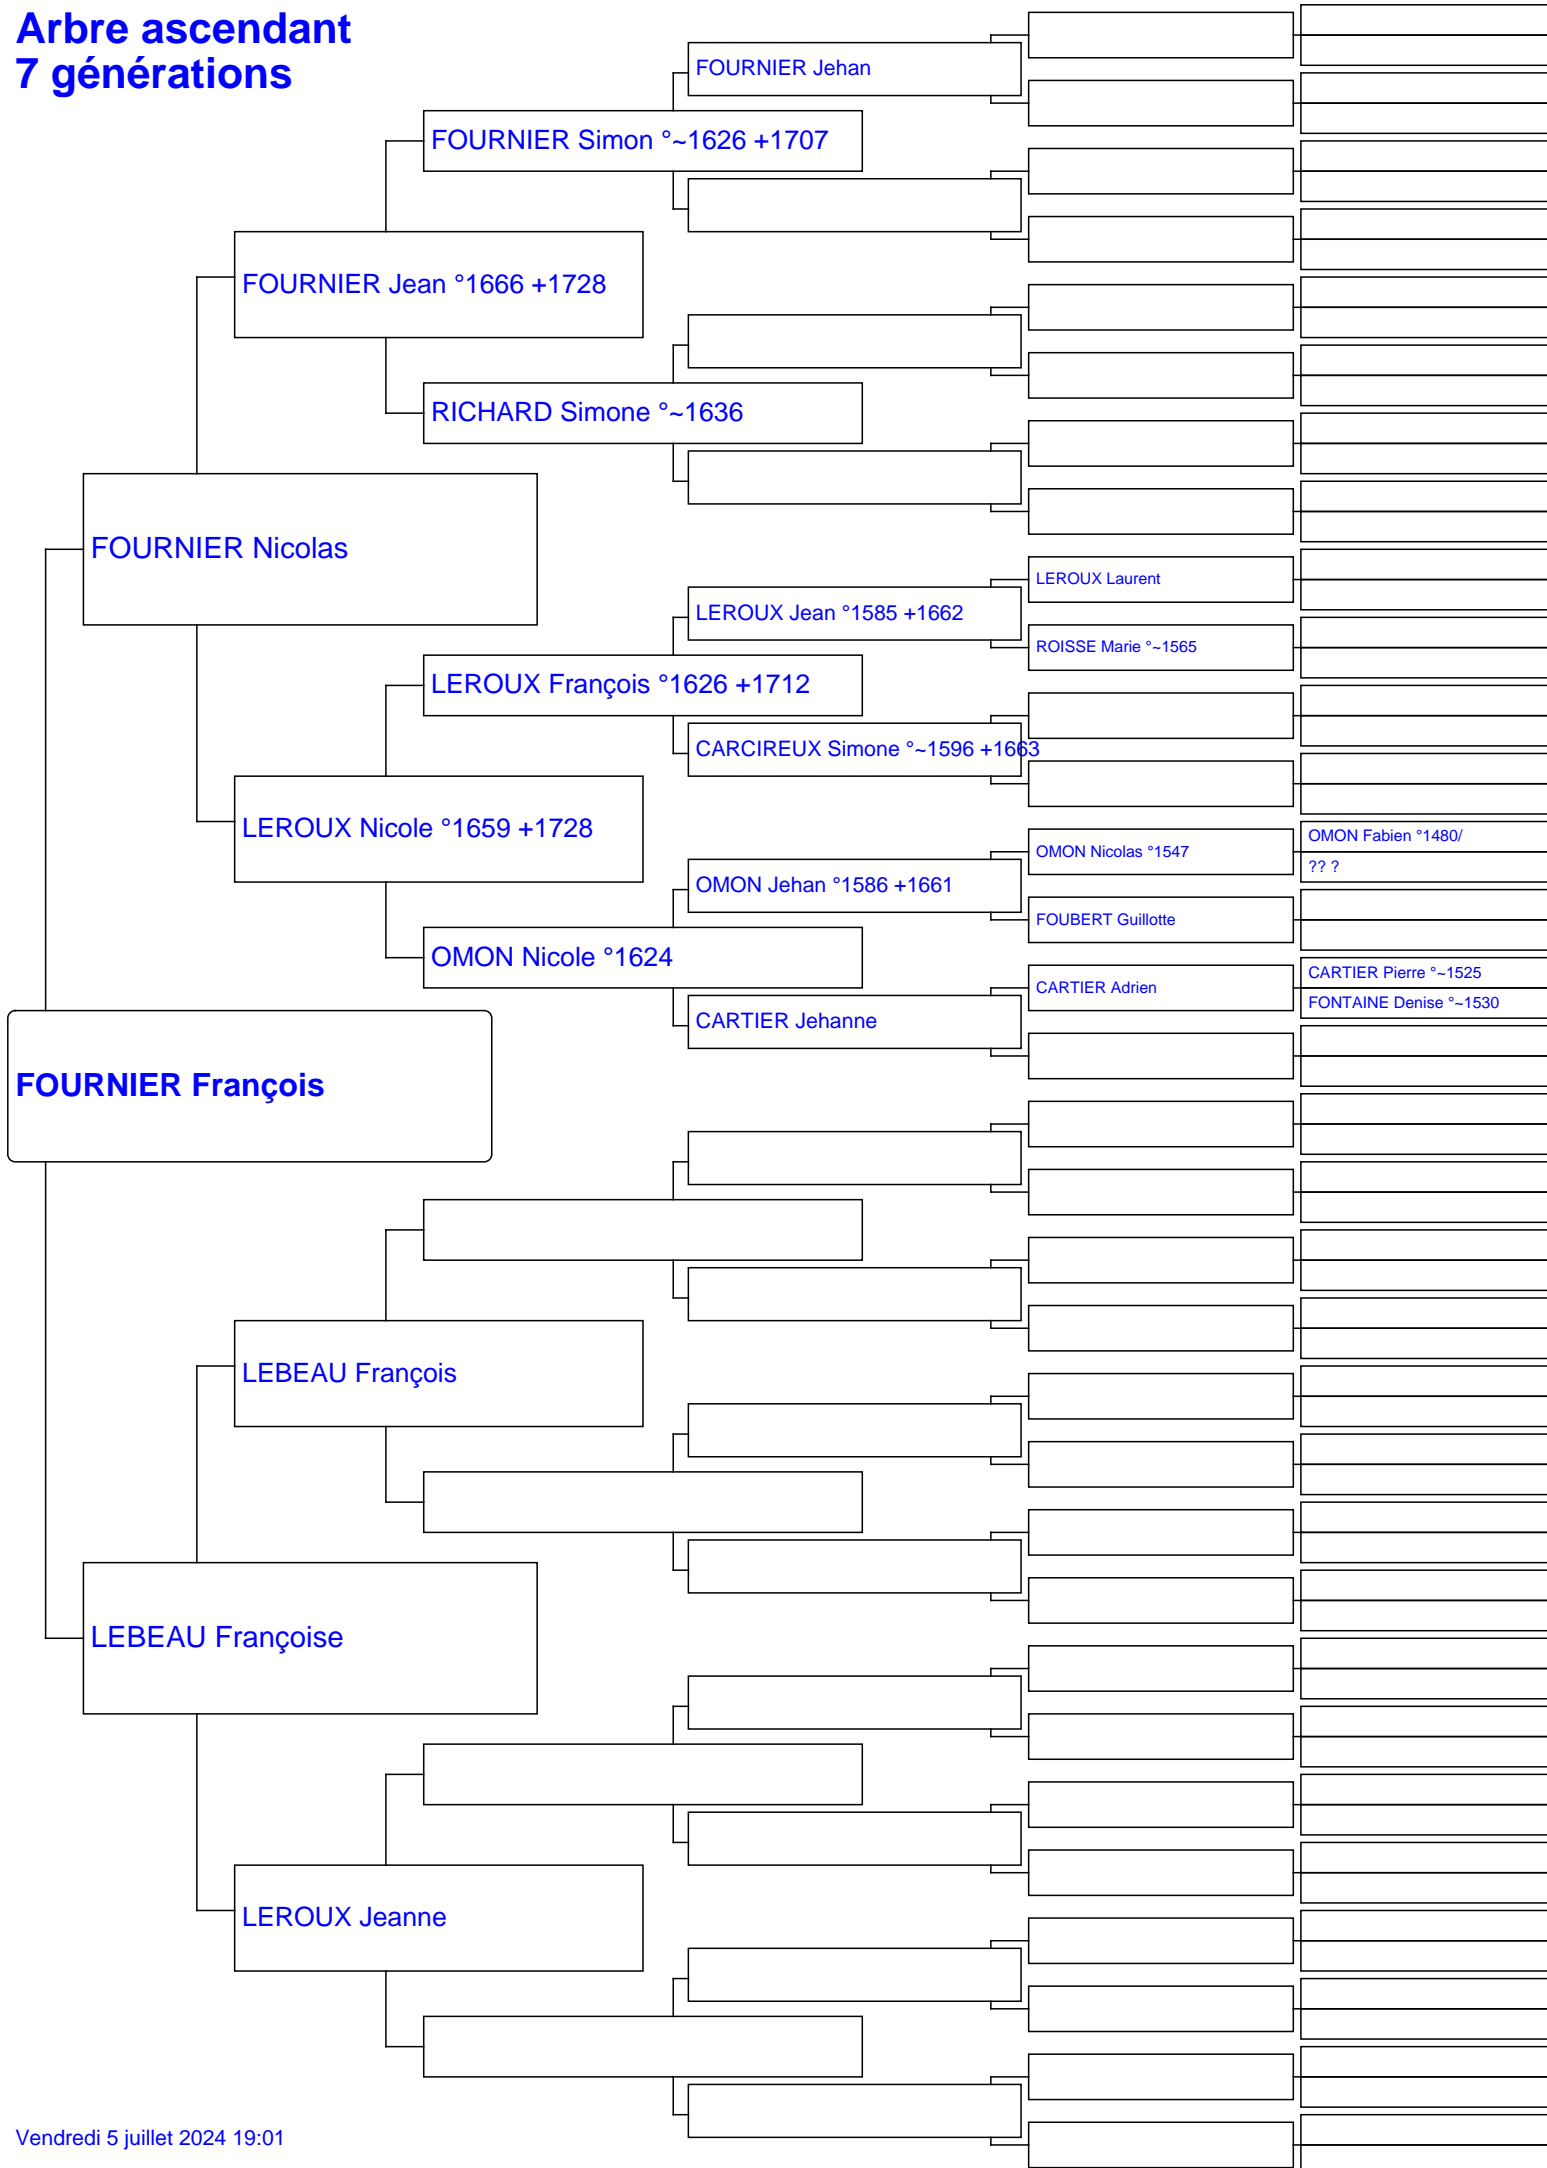 Arbre ascendant
7 générations
FOURNIER Jehan
FOURNIER Simon °~1626 +1707
FOURNIER Jean °1666 +1728
RICHARD Simone °~1636
FOURNIER Nicolas
LEROUX Laurent
LEROUX Jean °1585 +1662
ROISSE Marie °~1565
LEROUX François °1626 +1712
CARCIREUX Simone °~1596 +1663
LEROUX Nicole °1659 +1728
OMON Fabien °1480/
OMON Nicolas °1547
?? ?
OMON Jehan °1586 +1661
FOUBERT Guillotte
OMON Nicole °1624
CARTIER Pierre °~1525
CARTIER Adrien
FONTAINE Denise °~1530
CARTIER Jehanne
FOURNIER François
LEBEAU François
LEBEAU Françoise
LEROUX Jeanne
Vendredi 5 juillet 2024 19:01